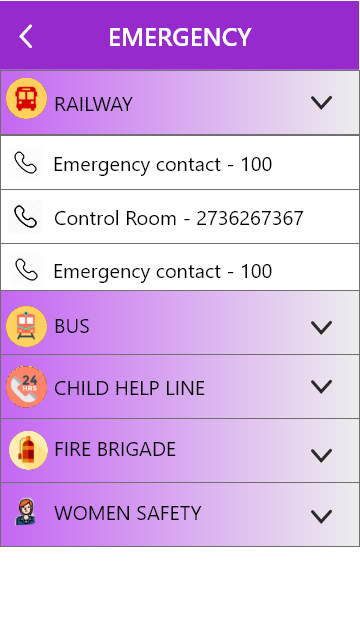 EMERGENCY
RAILWAY
Emergency contact - 100
Control Room - 2736267367
Emergency contact - 100
BUS
24
HRS
CHILD HELP LINE
FIRE BRIGADE
WOMEN SAFETY